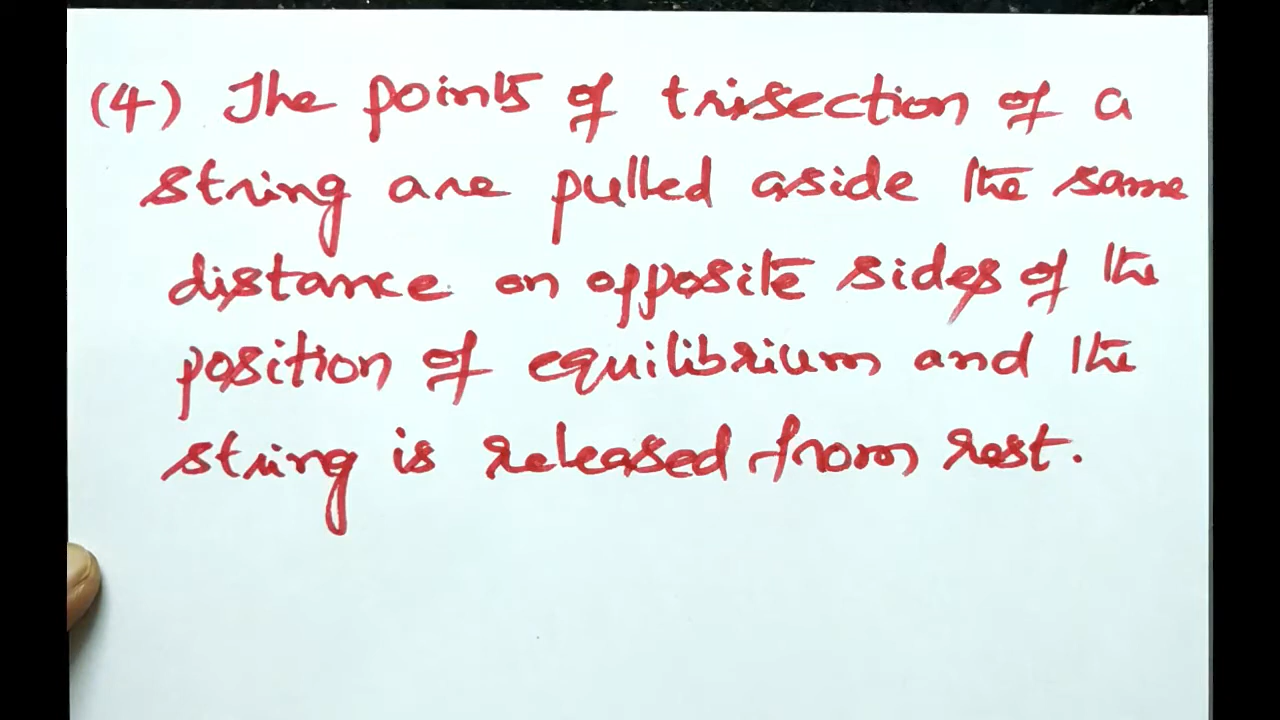 (4) The points of trisection of a
string are pulled aside the same
distance on opposite sides of the
position of equilibrium and the
string is released from rest.